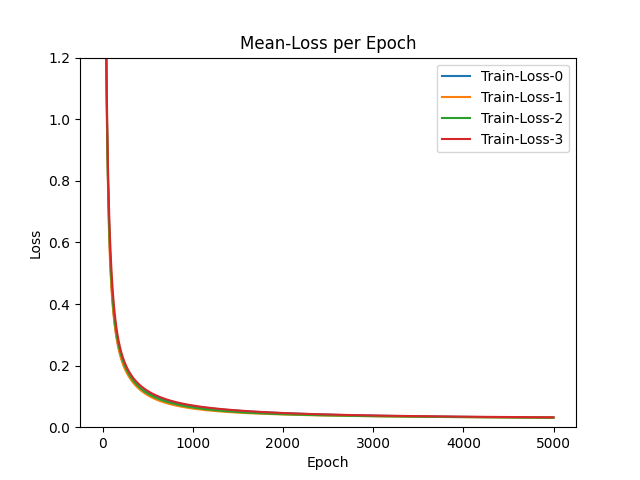 Mean-Loss per Epoch
1.2
1.0
0.8
0.6
0.4
0.2
0.0
Loss
Train-Loss-0
Train-Loss-1
Train-Loss-2
Train-Loss-3
0 1000 2000 3000 4000 5000
Epoch